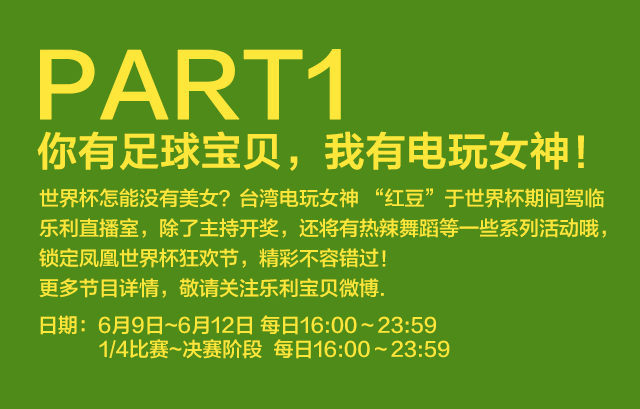 PART1
你有足球宝贝，我有电玩女神！
世界杯怎能没有美女？台湾电玩女神 “红豆”于世界杯期间驾临
乐利直播室，除了主持开奖，还将有热辣舞蹈等一些系列活动哦，
锁定凤凰世界杯狂欢节，精彩不容错过！
更多节目详情，敬请关注乐利宝贝微博.
日期：6月9日~6月12日 每日16:00～23:59
1/4比赛~决赛阶段 每日16:00～23:59